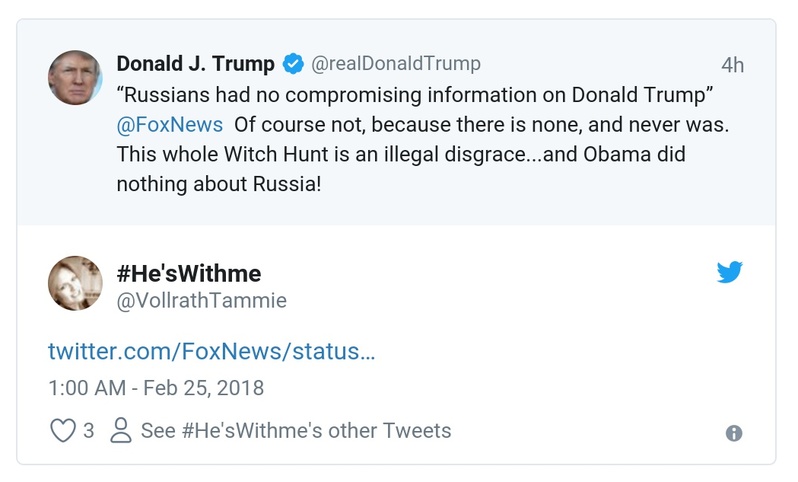 Donald J. Trump @realDonaldTrump 4h
“Russians had no compromising information on Donald Trump”
@FoxNews Of course not, because there is none, and never was.
This whole Witch Hunt is an illegal disgrace...and Obama did
nothing about Russia!
#He'sWithme
@VollrathTammie
twitter.com/FoxNews/status...
1:00 AM - Feb 25, 2018
3 See #He'sWithme's other Tweets